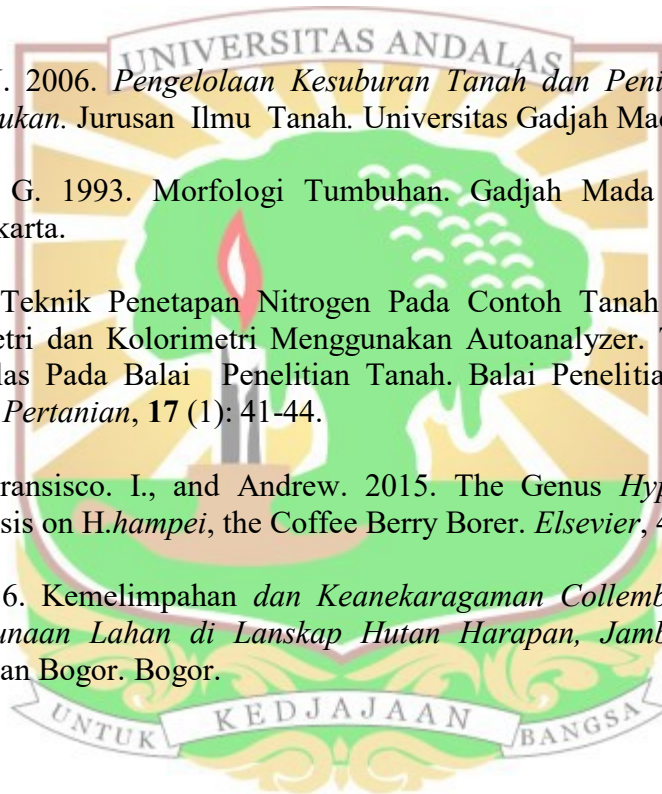 UNIVERSITAS ANDALAS
. 2006. Pengelolaan Kesuburan Tanah dan
ukan. Jurusan Ilmu Tanah. Universitas Gadjah
G. 1993. Morfologi Tumbuhan. Gadjah Mada
karta.
Teknik Penetapan Nitrogen Pada Contoh Tanah
etri dan Kolorimetri Menggunakan Autoanalyzer.
las Pada Balai Penelitian Tanah. Balai Penelitia
Pertanian, 17 (1): 41-44.
ransisco. I., and Andrew. 2015. The Genus Hyp
sis on H.hampei, the Coffee Berry Borer. Elsevier, 4
6. Kemelimpahan dan Keanekaragaman Collemb
unaan Lahan di Lanskap Hutan Harapan, Jamb
an Bogor. Bogor.
UNTUK KEDJAJAAN BANGSA